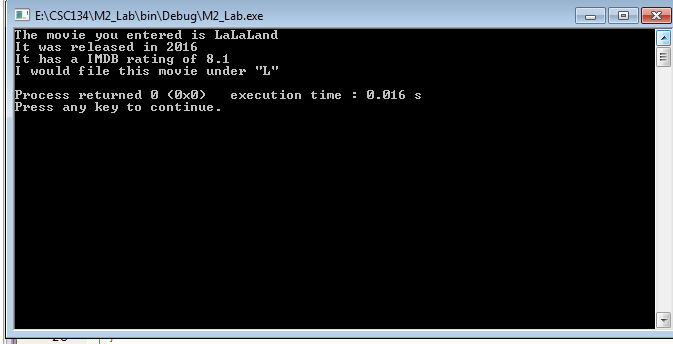 E:\CSC134\M2_Lab\bin\Debug\M2_Lab.exe
The movie you entered is LaLaLand
It was released in 2016
It has a IMDB rating of 8.1
I would file this movie under "L"
Process returned 0 (0x0)   execution time : 0.016 s
Press any key to continue.